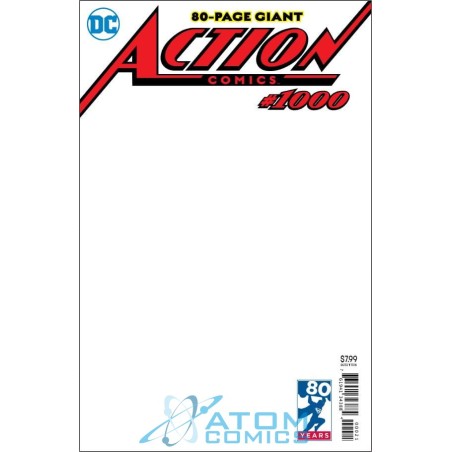 80-PAGE GIANT
DC
ACTION
COMICS
#1000
$7.99
80
YEARS
ATOM
COMICS